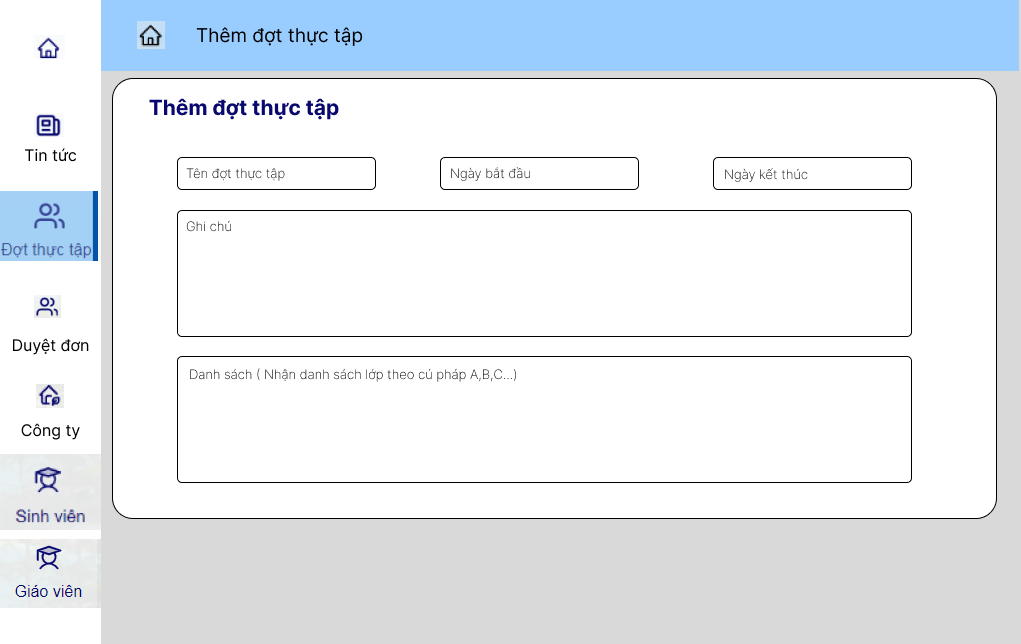 Thêm đợt thực tập
Tin tức
Đợt thực tập
Duyệt đơn
Công ty
Sinh viên
Giáo viên
Thêm đợt thực tập
Tên đợt thực tập
Ngày bắt đầu
Ngày kết thúc
Ghi chú
Danh sách ( Nhận danh sách lớp theo cú pháp A,B,C...)